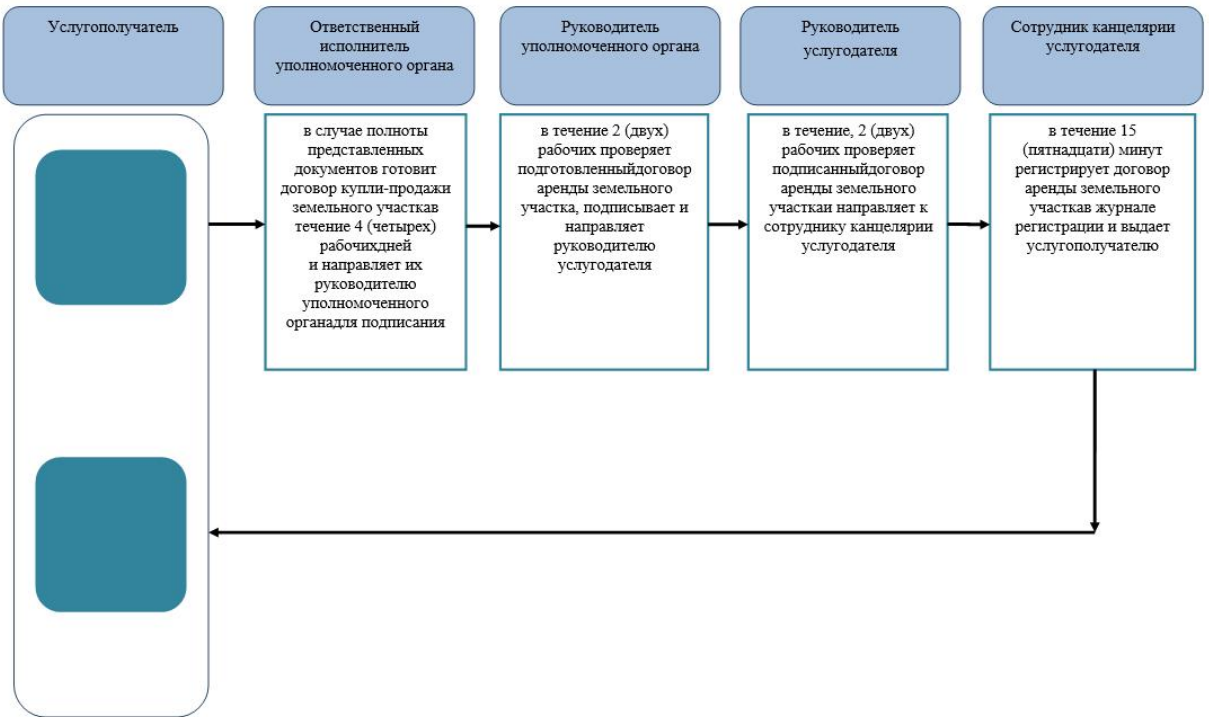 Услугополучатель
Ответственный
исполнитель
уполномоченного органа
Руководитель
уполномоченного органа
Руководитель
услугодателя
Сотрудник канцелярии
услугодателя
в случае полноты
представленных
документов готовит
договор купли-продажи
земельного участкав
течение 4 (четырех)
рабочихдней
и направляет их
руководителю
уполномоченного
органадля подписания
в течение 2 (двух)
рабочих проверяет
подготовленныйдоговор
аренды земельного
участка, подписывает и
направляет
руководителю
услугодателя
в течение, 2 (двух)
рабочих проверяет
подписанныйдоговор
аренды земельного
участкаи направляет к
сотруднику канцелярии
услугодателя
в течение 15
(пятнадцати) минут
регистрирует договор
аренды земельного
участкав журнале
регистрации и выдает
услугополучателю